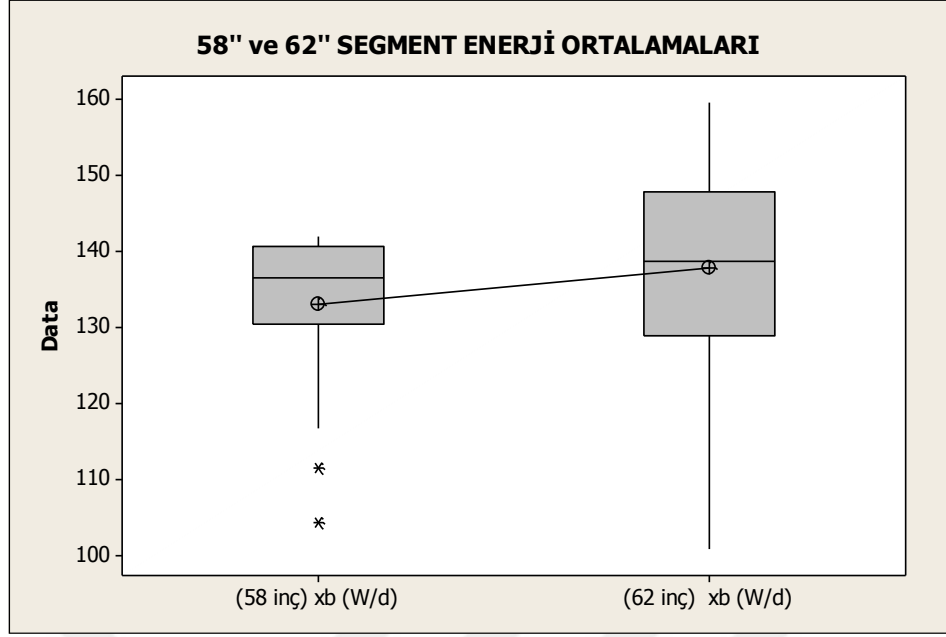 58'' ve 62'' SEGMENT ENERJİ ORTALAMALARI
160
150
140
130
120
110
100
Data
(58 inç) xb (W/d)
(62 inç) xb (W/d)